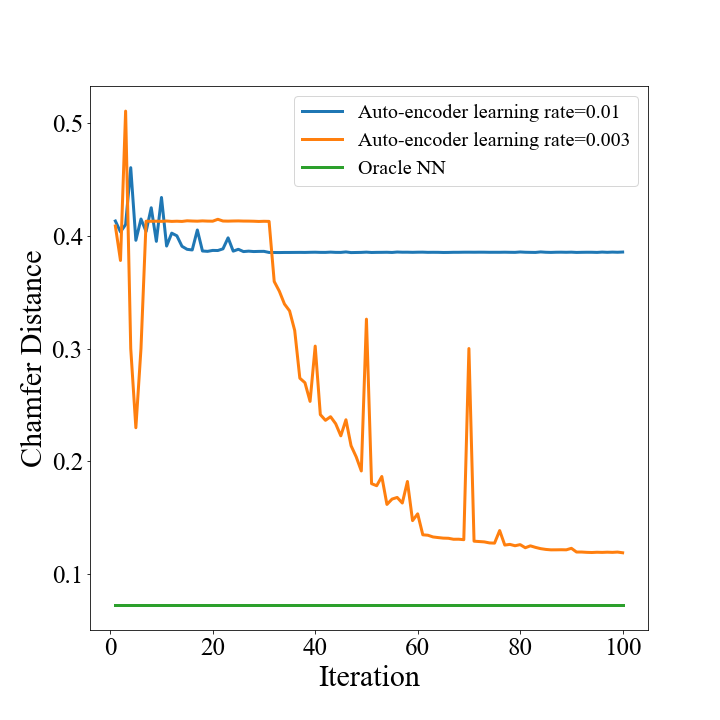 Auto-encoder learning rate=0.01
Auto-encoder learning rate=0.003
Oracle NN
Chamfer Distance
0.5
0.4
0.3
0.2
0.1
0 20 40 60 80 100
Iteration